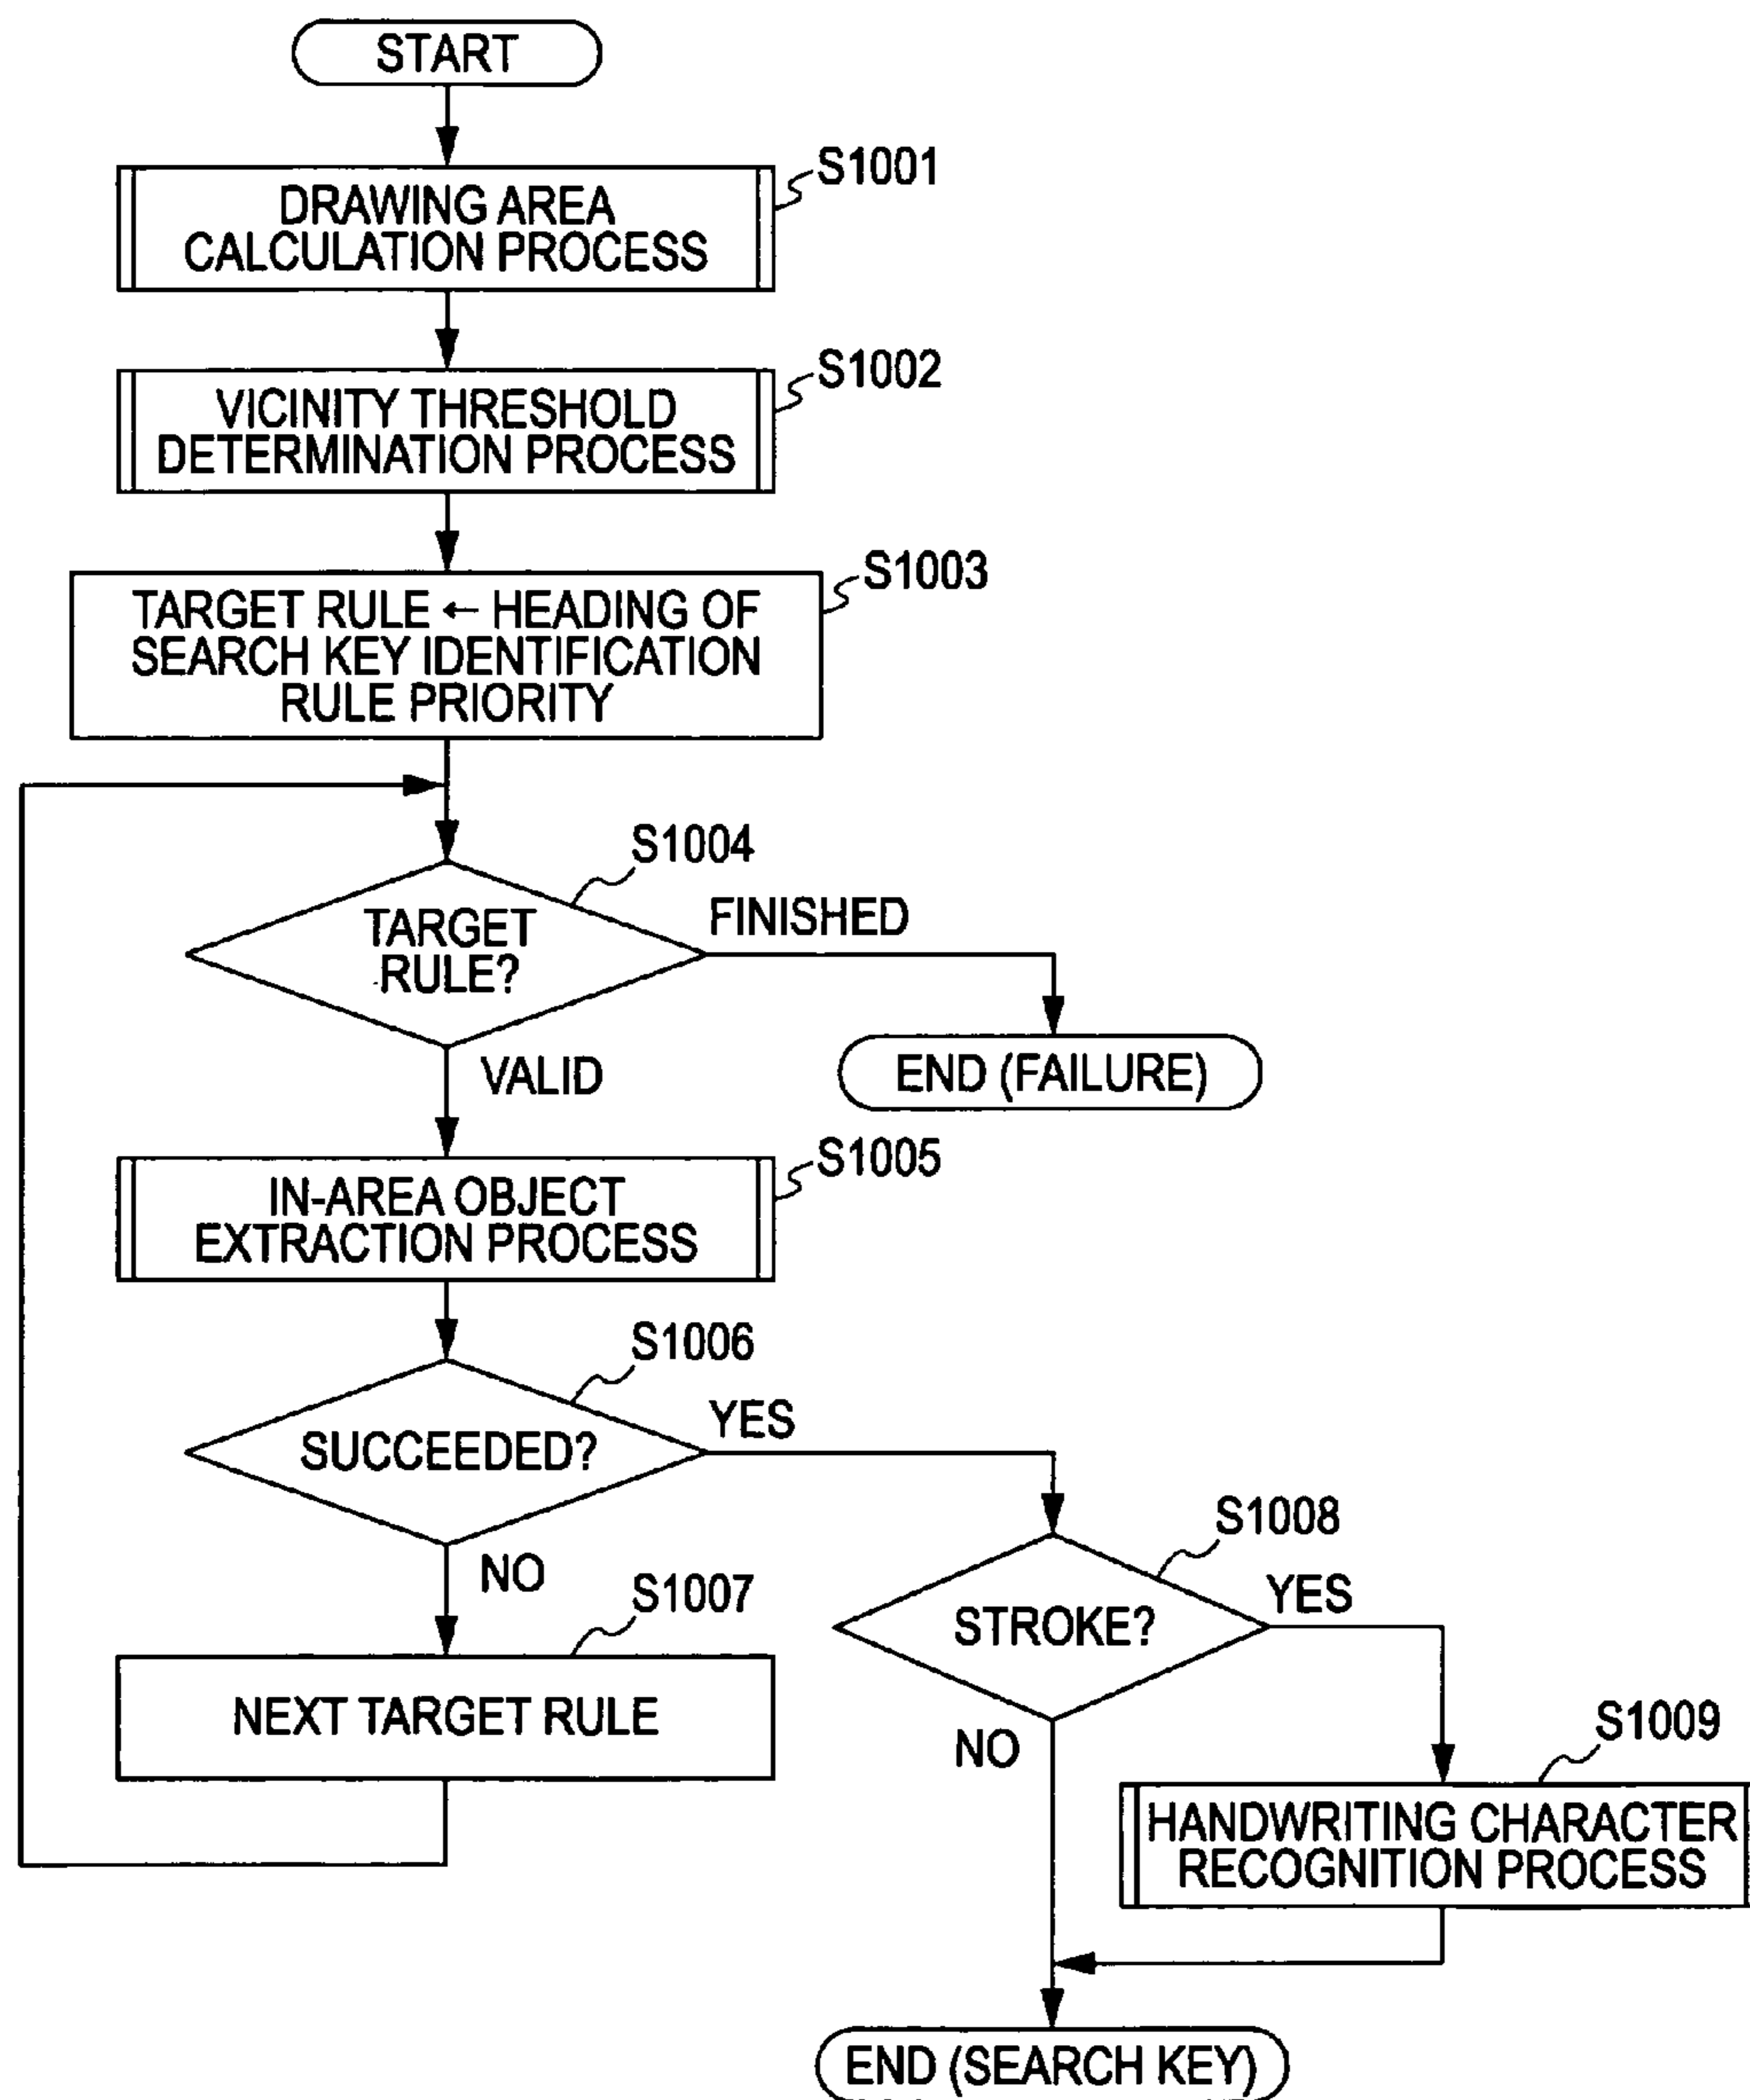 START
S1001
DRAWING AREA
CALCULATION PROCESS
S1002
VICINITY THRESHOLD
DETERMINATION PROCESS
S1003
TARGET RULE ← HEADING OF
SEARCH KEY IDENTIFICATION
RULE PRIORITY
S1004
TARGET
RULE?
FINISHED
END (FAILURE)
VALID
S1005
IN-AREA OBJECT
EXTRACTION PROCESS
S1006
SUCCEEDED?
YES
NO
S1007
NEXT TARGET RULE
S1008
STROKE?
YES
NO
S1009
HANDWRITING CHARACTER
RECOGNITION PROCESS
END (SEARCH KEY)